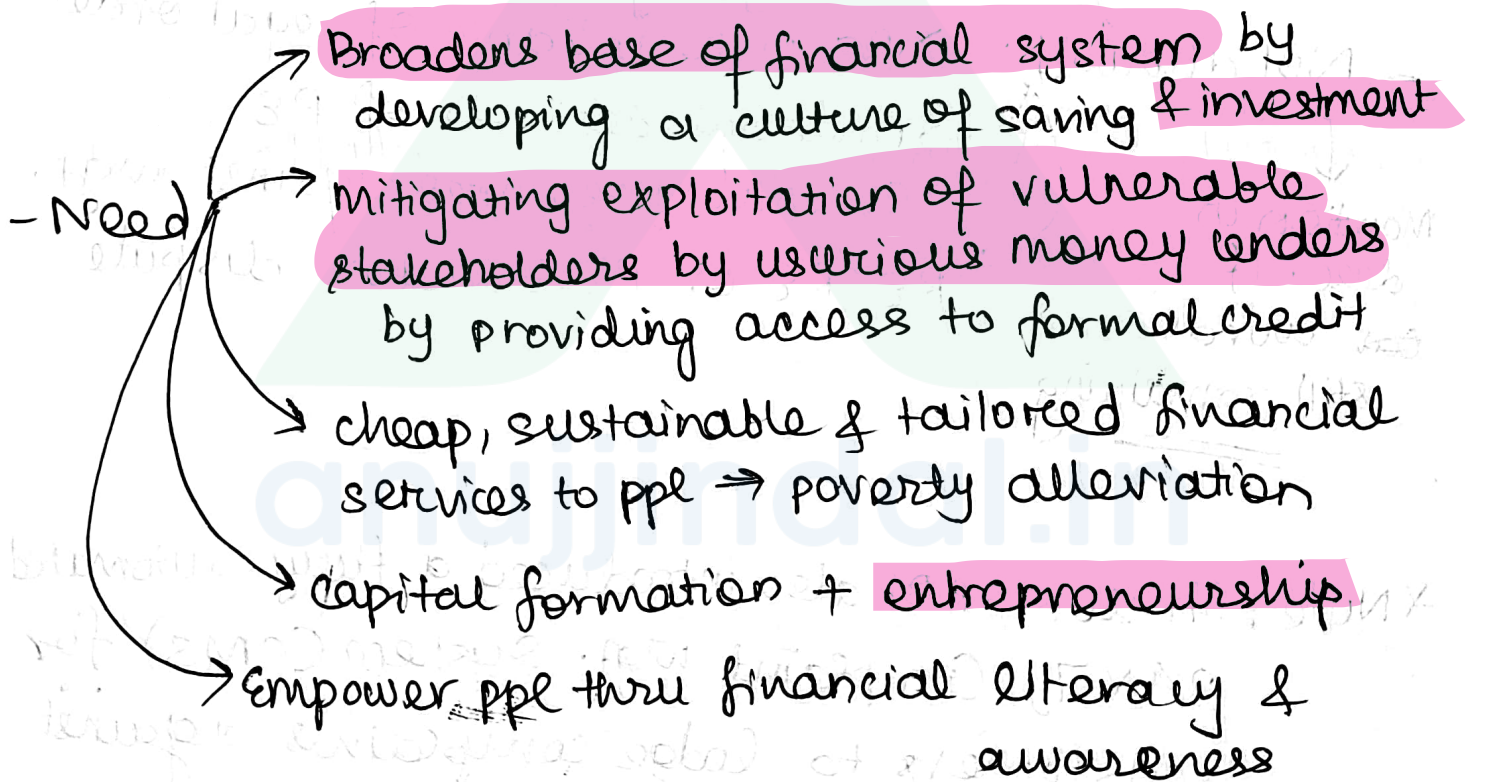 Broadens base of financial system by
developing a culture of saving & investment
- Need
mitigating exploitation of vulnerable
stakeholders by usurious money lenders
by providing access to formal credit
cheap, sustainable & tailored financial
services to ppl → poverty alleviation
anujjindal.in
capital formation + entrepreneurship
Empower ppl thru financial literacy &
awareness